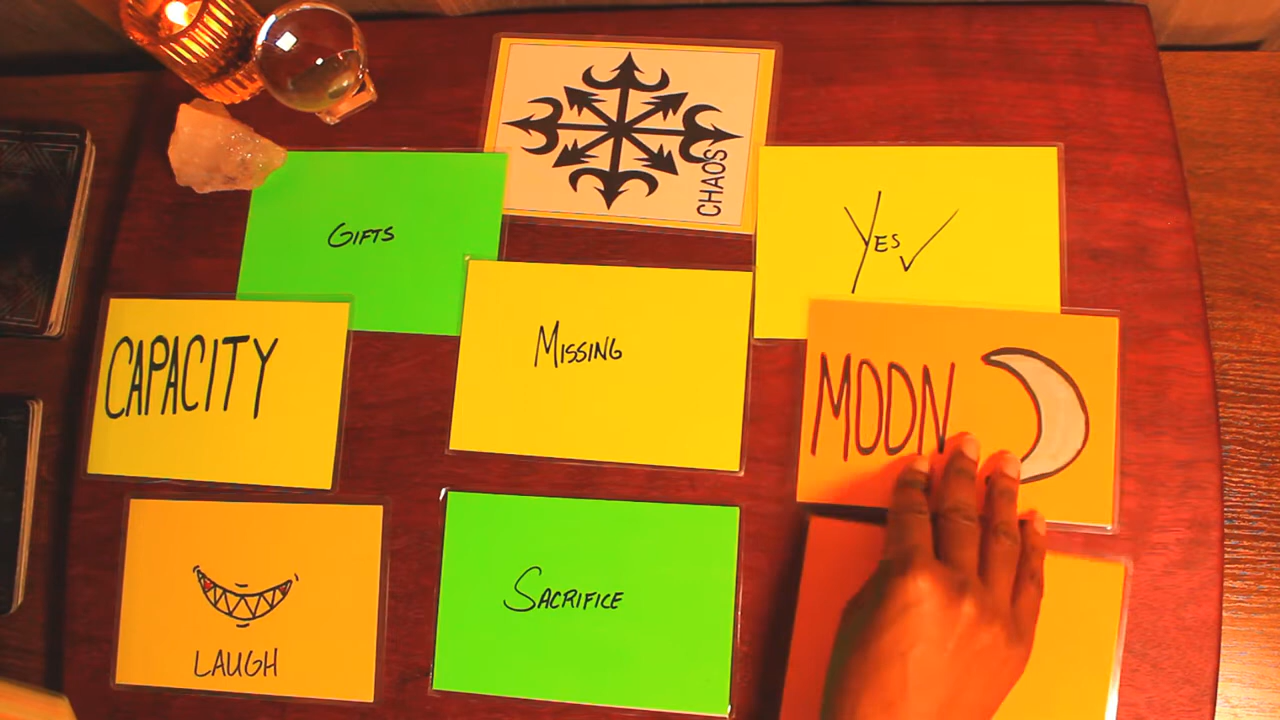 CHAOS
GIFTS
YES ✓
CAPACITY
MISSING
MOON
LAUGH
SACRIFICE